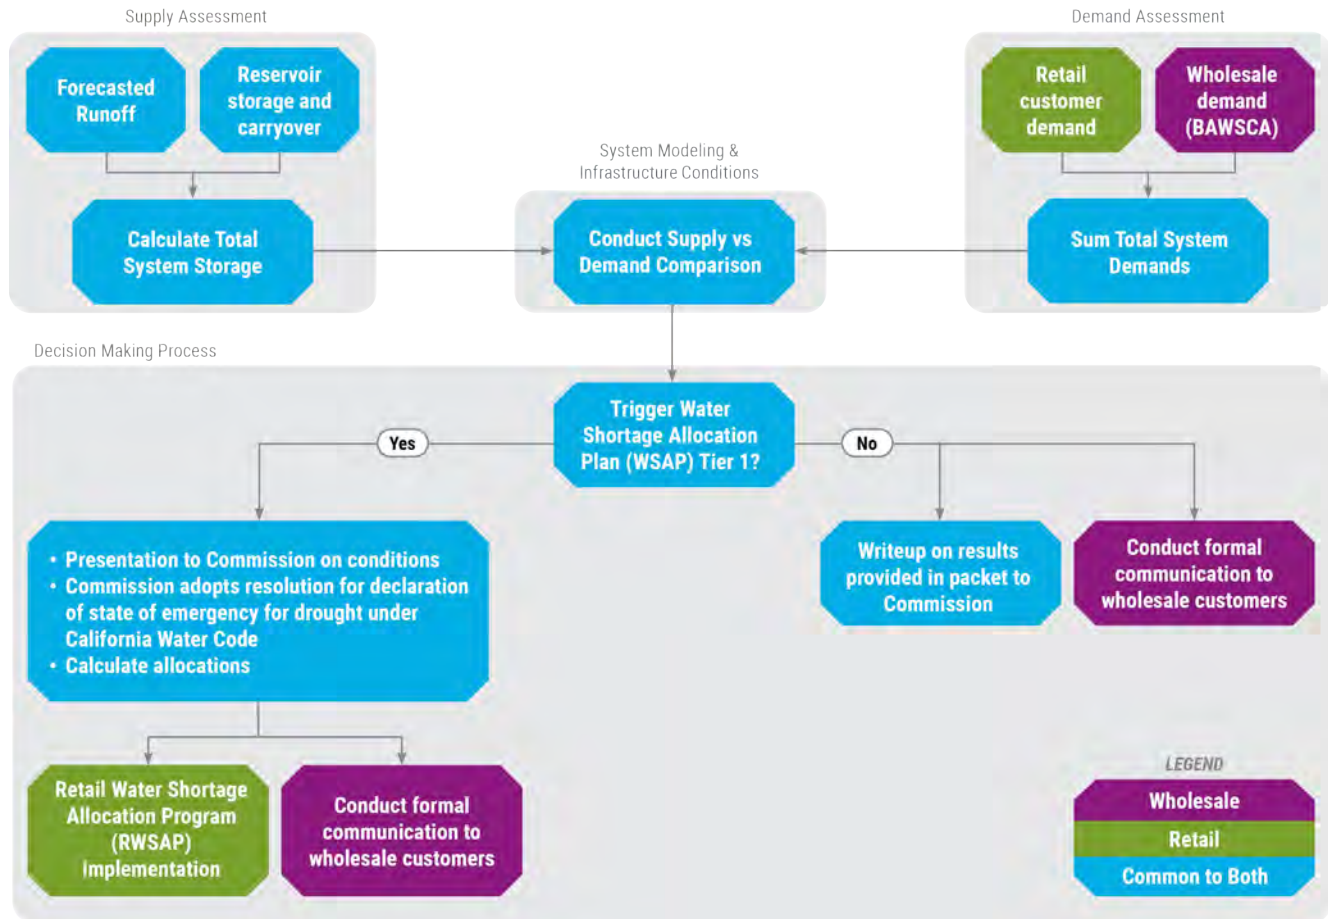 Supply Assessment
Forecasted
Runoff
Reservoir
storage and
carryover
Calculate Total
System Storage
System Modeling &
Infrastructure Conditions
Conduct Supply vs
Demand Comparison
Demand Assessment
Retail
customer
demand
Wholesale
demand
(BAWSCA)
Sum Total System
Demands
Decision Making Process
Trigger Water
Shortage Allocation
Plan (WSAP) Tier 1?
Yes
No
• Presentation to Commission on conditions
• Commission adopts resolution for declaration
of state of emergency for drought under
California Water Code
• Calculate allocations
Writeup on results
provided in packet to
Commission
Conduct formal
communication to
wholesale customers
Retail Water Shortage
Allocation Program
(RWSAP)
Implementation
Conduct formal
communication to
wholesale customers
LEGEND
Wholesale
Retail
Common to Both